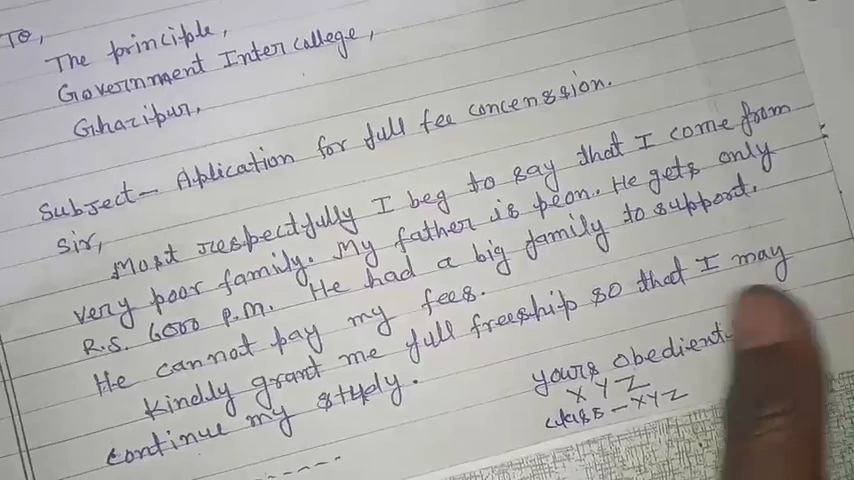 To,
The principle,
Government Inter college,
Ghazipur,
Subject- Application for full fee concenssion.
Sir,
Most respectfully I beg to say that I come from
very poor family. My father is peon. He gets only
R.S. 6000 P.M. He had a big family to support.
He cannot pay my fees.
Kindly grant me full freeship so that I may
continue my study.
yours obedient
XYZ
class - XYZ